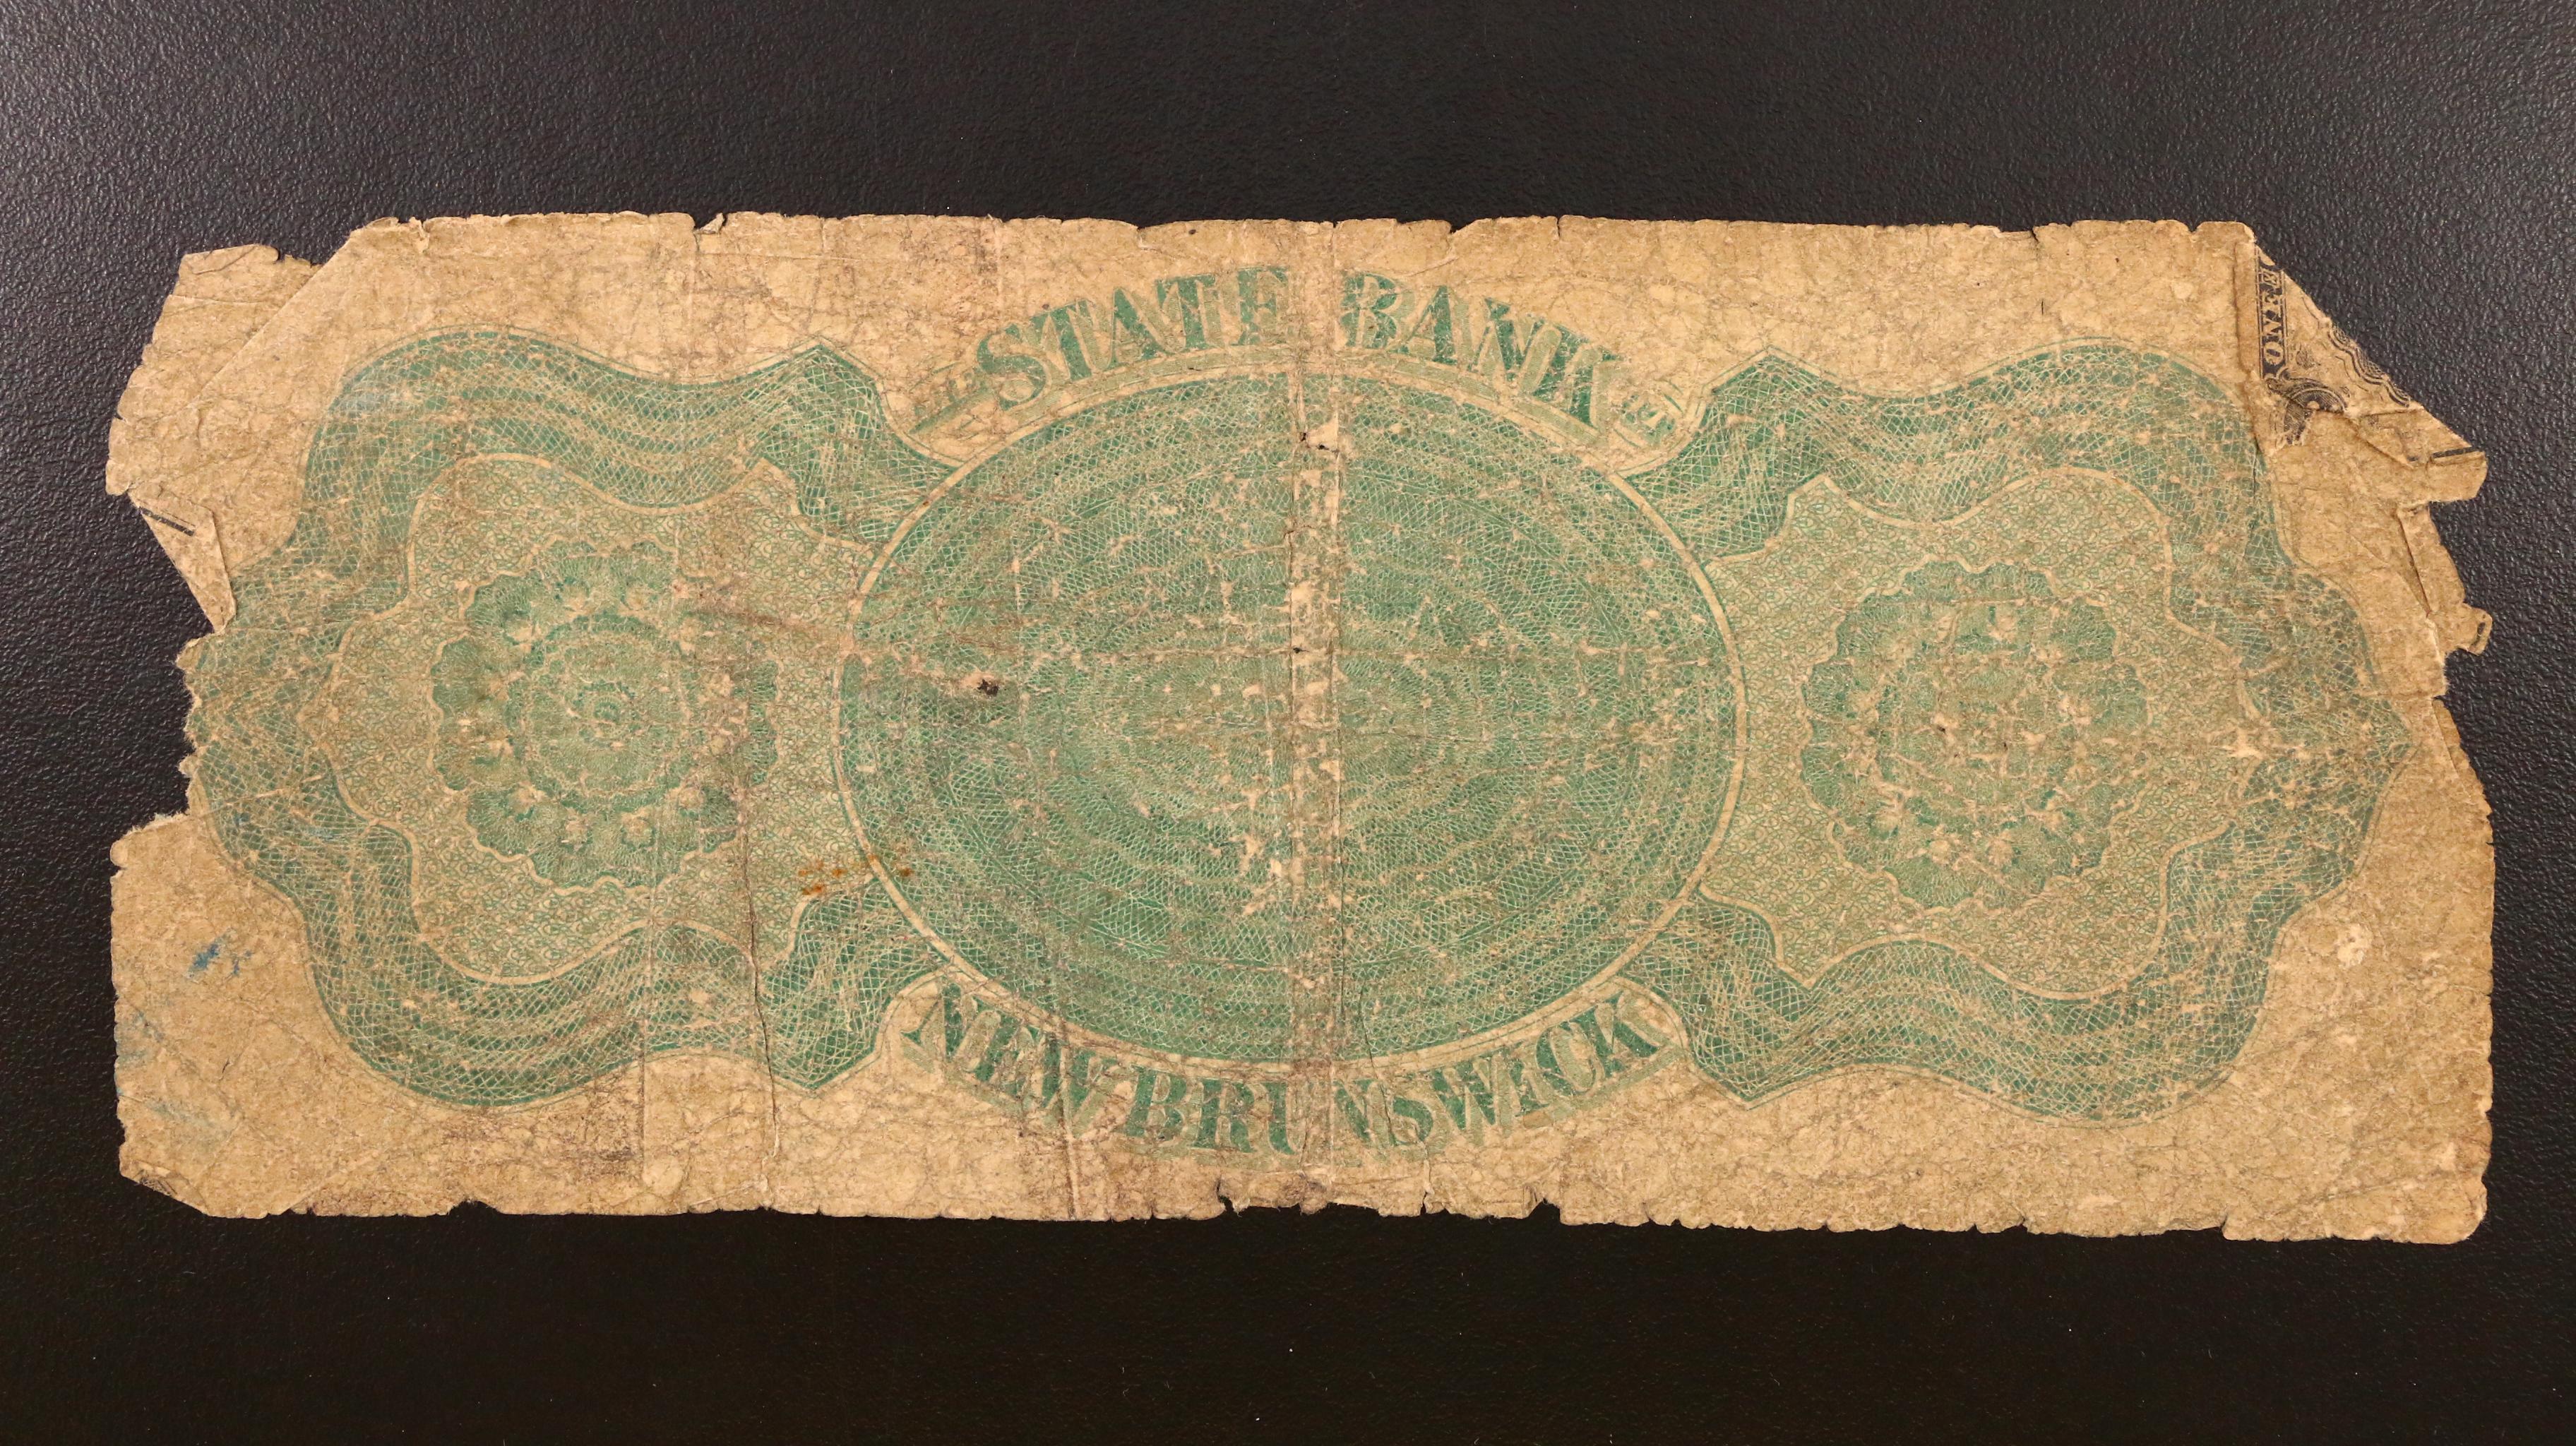 THE STATE BANK AT
NEW BRUNSWICK
ONE